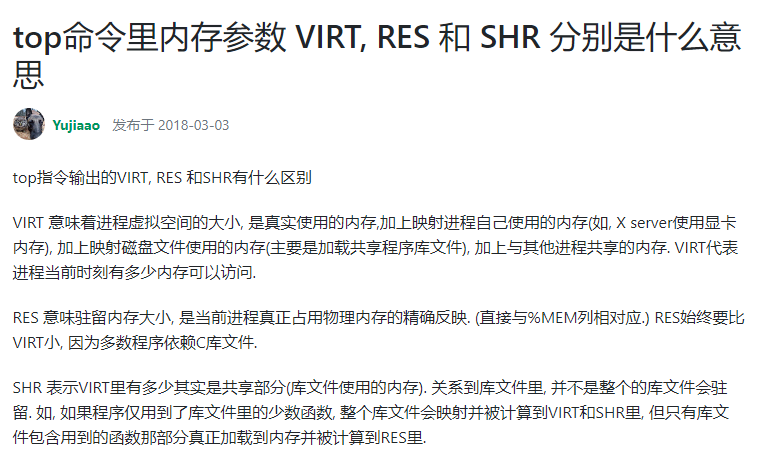 top命令里内存参数 VIRT, RES 和 SHR 分别是什么意
思
Yujiaao 发布于 2018-03-03
top指令输出的VIRT, RES 和SHR有什么区别
VIRT 意味着进程虚拟空间的大小, 是真实使用的内存,加上映射进程自己使用的内存(如, X server使用显卡
内存), 加上映射磁盘文件使用的内存(主要是加载共享程序库文件), 加上与其他进程共享的内存. VIRT代表
进程当前时刻有多少内存可以访问.
RES 意味驻留内存大小, 是当前进程真正占用物理内存的精确反映. (直接与%MEM列相对应.) RES始终要比
VIRT小, 因为多数程序依赖C库文件.
SHR 表示VIRT里有多少其实是共享部分(库文件使用的内存). 关系到库文件里, 并不是整个的库文件会驻
留. 如, 如果程序仅用到了库文件里的少数函数, 整个库文件会映射并被计算到VIRT和SHR里, 但只有库文
件包含用到的函数那部分真正加载到内存并被计算到RES里.